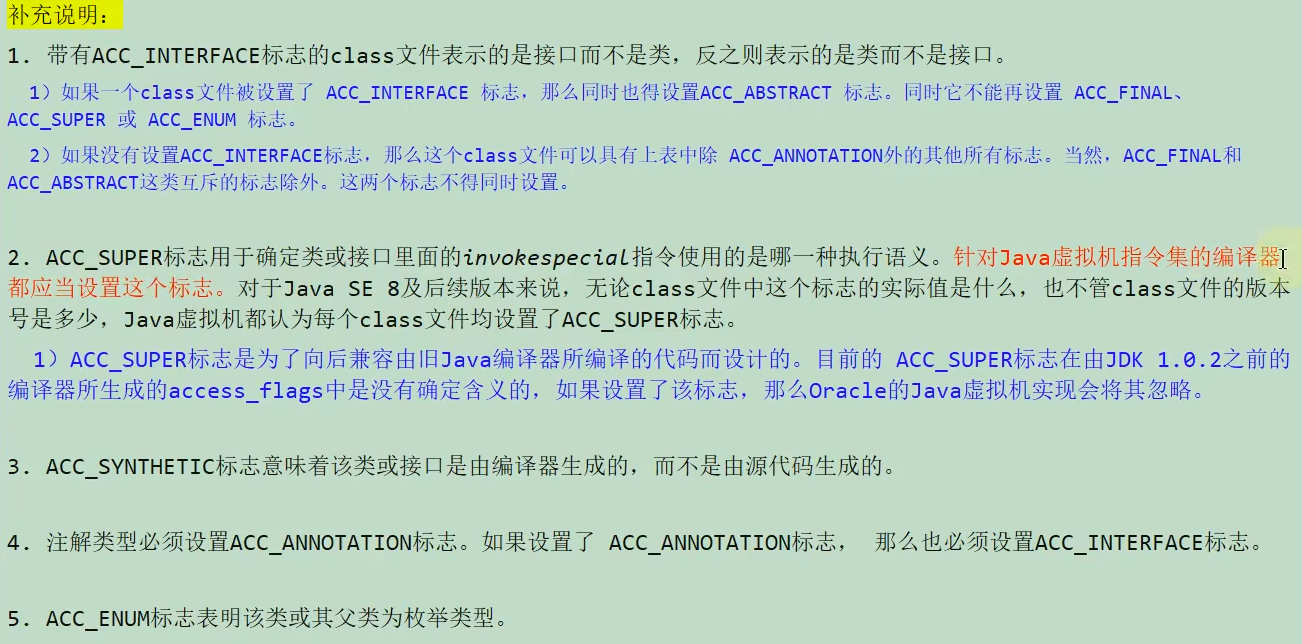 补充说明：
1. 带有ACC_INTERFACE标志的class文件表示的是接口而不是类，反之则表示的是类而不是接口。
1）如果一个class文件被设置了 ACC_INTERFACE 标志，那么同时也得设置ACC_ABSTRACT 标志。同时它不能再设置 ACC_FINAL、
ACC_SUPER 或 ACC_ENUM 标志。
2）如果没有设置ACC_INTERFACE标志，那么这个class文件可以具有上表中除 ACC_ANNOTATION外的其他所有标志。当然，ACC_FINAL和
ACC_ABSTRACT这类互斥的标志除外。这两个标志不得同时设置。
2. ACC_SUPER标志用于确定类或接口里面的invokespecial指令使用的是哪一种执行语义。针对Java虚拟机指令集的编译器
都应当设置这个标志。对于Java SE 8及后续版本来说，无论class文件中这个标志的实际值是什么，也不管class文件的版本
号是多少，Java虚拟机都认为每个class文件均设置了ACC_SUPER标志。
1）ACC_SUPER标志是为了向后兼容由旧Java编译器所编译的代码而设计的。目前的 ACC_SUPER标志在由JDK 1.0.2之前的
编译器所生成的access_flags中是没有确定含义的，如果设置了该标志，那么Oracle的Java虚拟机实现会将其忽略。
3. ACC_SYNTHETIC标志意味着该类或接口是由编译器生成的，而不是由源代码生成的。
4. 注解类型必须设置ACC_ANNOTATION标志。如果设置了 ACC_ANNOTATION标志， 那么也必须设置ACC_INTERFACE标志。
5. ACC_ENUM标志表明该类或其父类为枚举类型。